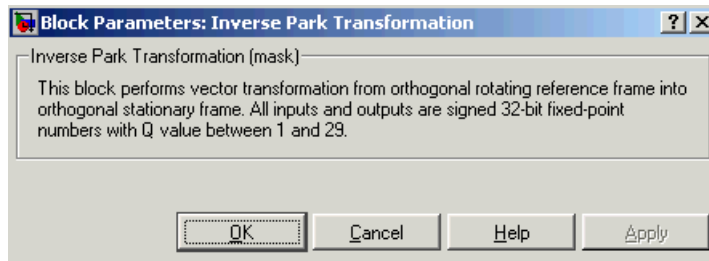 Block Parameters: Inverse Park Transformation
Inverse Park Transformation (mask)
This block performs vector transformation from orthogonal rotating reference frame into
orthogonal stationary frame. All inputs and outputs are signed 32-bit fixed-point
numbers with Q value between 1 and 29.
OK Cancel Help Apply